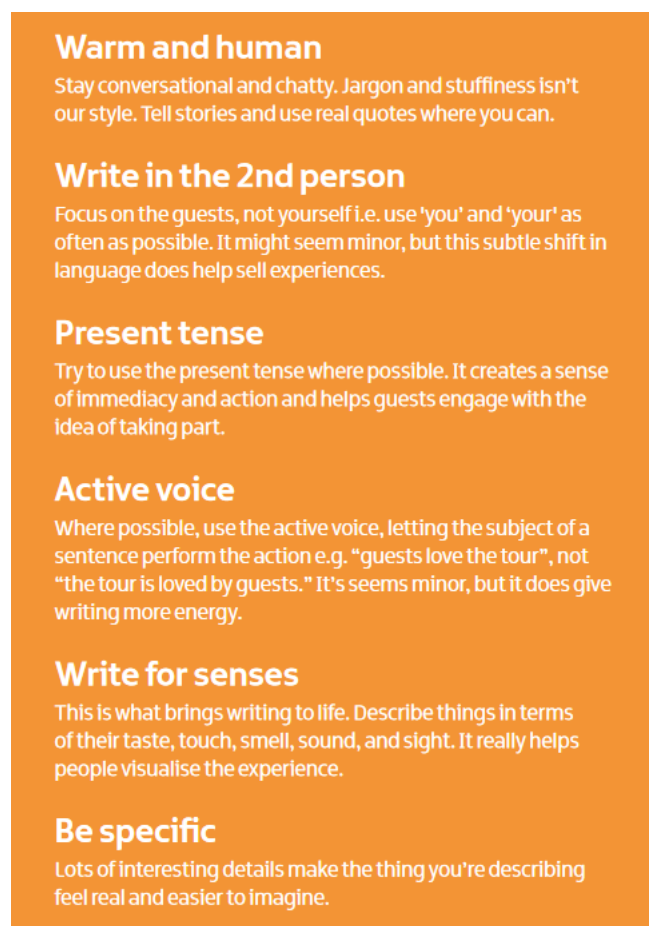 Warm and human
Stay conversational and chatty. Jargon and stuffiness isn't
our style. Tell stories and use real quotes where you can.
Write in the 2nd person
Focus on the guests, not yourself i.e. use 'you' and ‘your' as
often as possible. It might seem minor, but this subtle shift in
language does help sell experiences.
Present tense
Try to use the present tense where possible. It creates a sense
of immediacy and action and helps guests engage with the
idea of taking part.
Active voice
Where possible, use the active voice, letting the subject of a
sentence perform the action e.g. “guests love the tour”, not
“the tour is loved by guests.” It's seems minor, but it does give
writing more energy.
Write for senses
This is what brings writing to life. Describe things in terms
of their taste, touch, smell, sound, and sight. It really helps
people visualise the experience.
Be specific
Lots of interesting details make the thing you're describing
feel real and easier to imagine.